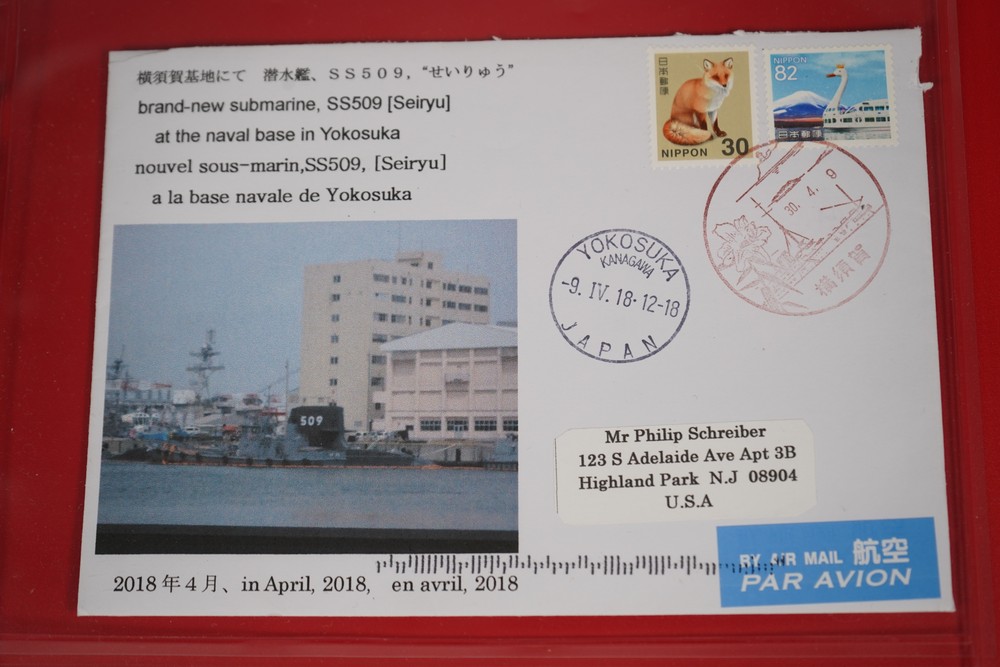 横須賀基地にて　潜水艦、ＳＳ５０９，“せいりゅう”
brand-new submarine, SS509 [Seiryu]
at the naval base in Yokosuka
nouvel sous-marin,SS509, [Seiryu]
a la base navale de Yokosuka
日本郵便
NIPPON 30
NIPPON
82
日本郵便
30. 4. 9
横須賀
YOKOSUKA
KANAGAWA
-9. IV. 18·12-18
JAPAN
509
Mr Philip Schreiber
123 S Adelaide Ave Apt 3B
Highland Park N.J 08904
U.S.A
BY AIR MAIL 航空
PAR AVION
2018年４月、in April, 2018, en avril, 2018